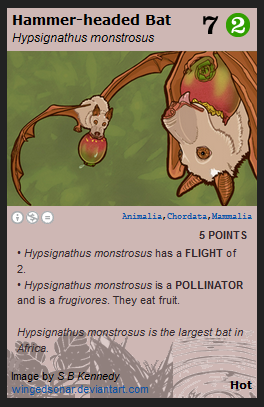 Hammer-headed Bat
7 2
Hypsignathus monstrosus
Animalia,Chordata,Mammalia
5 POINTS
• Hypsignathus monstrosus has a FLIGHT of
2.
• Hypsignathus monstrosus is a POLLINATOR
and is a frugivores. They eat fruit.
Hypsignathus monstrosus is the largest bat in
Africa.
Image by S B Kennedy
wingedsonar.deviantart.com
Hot